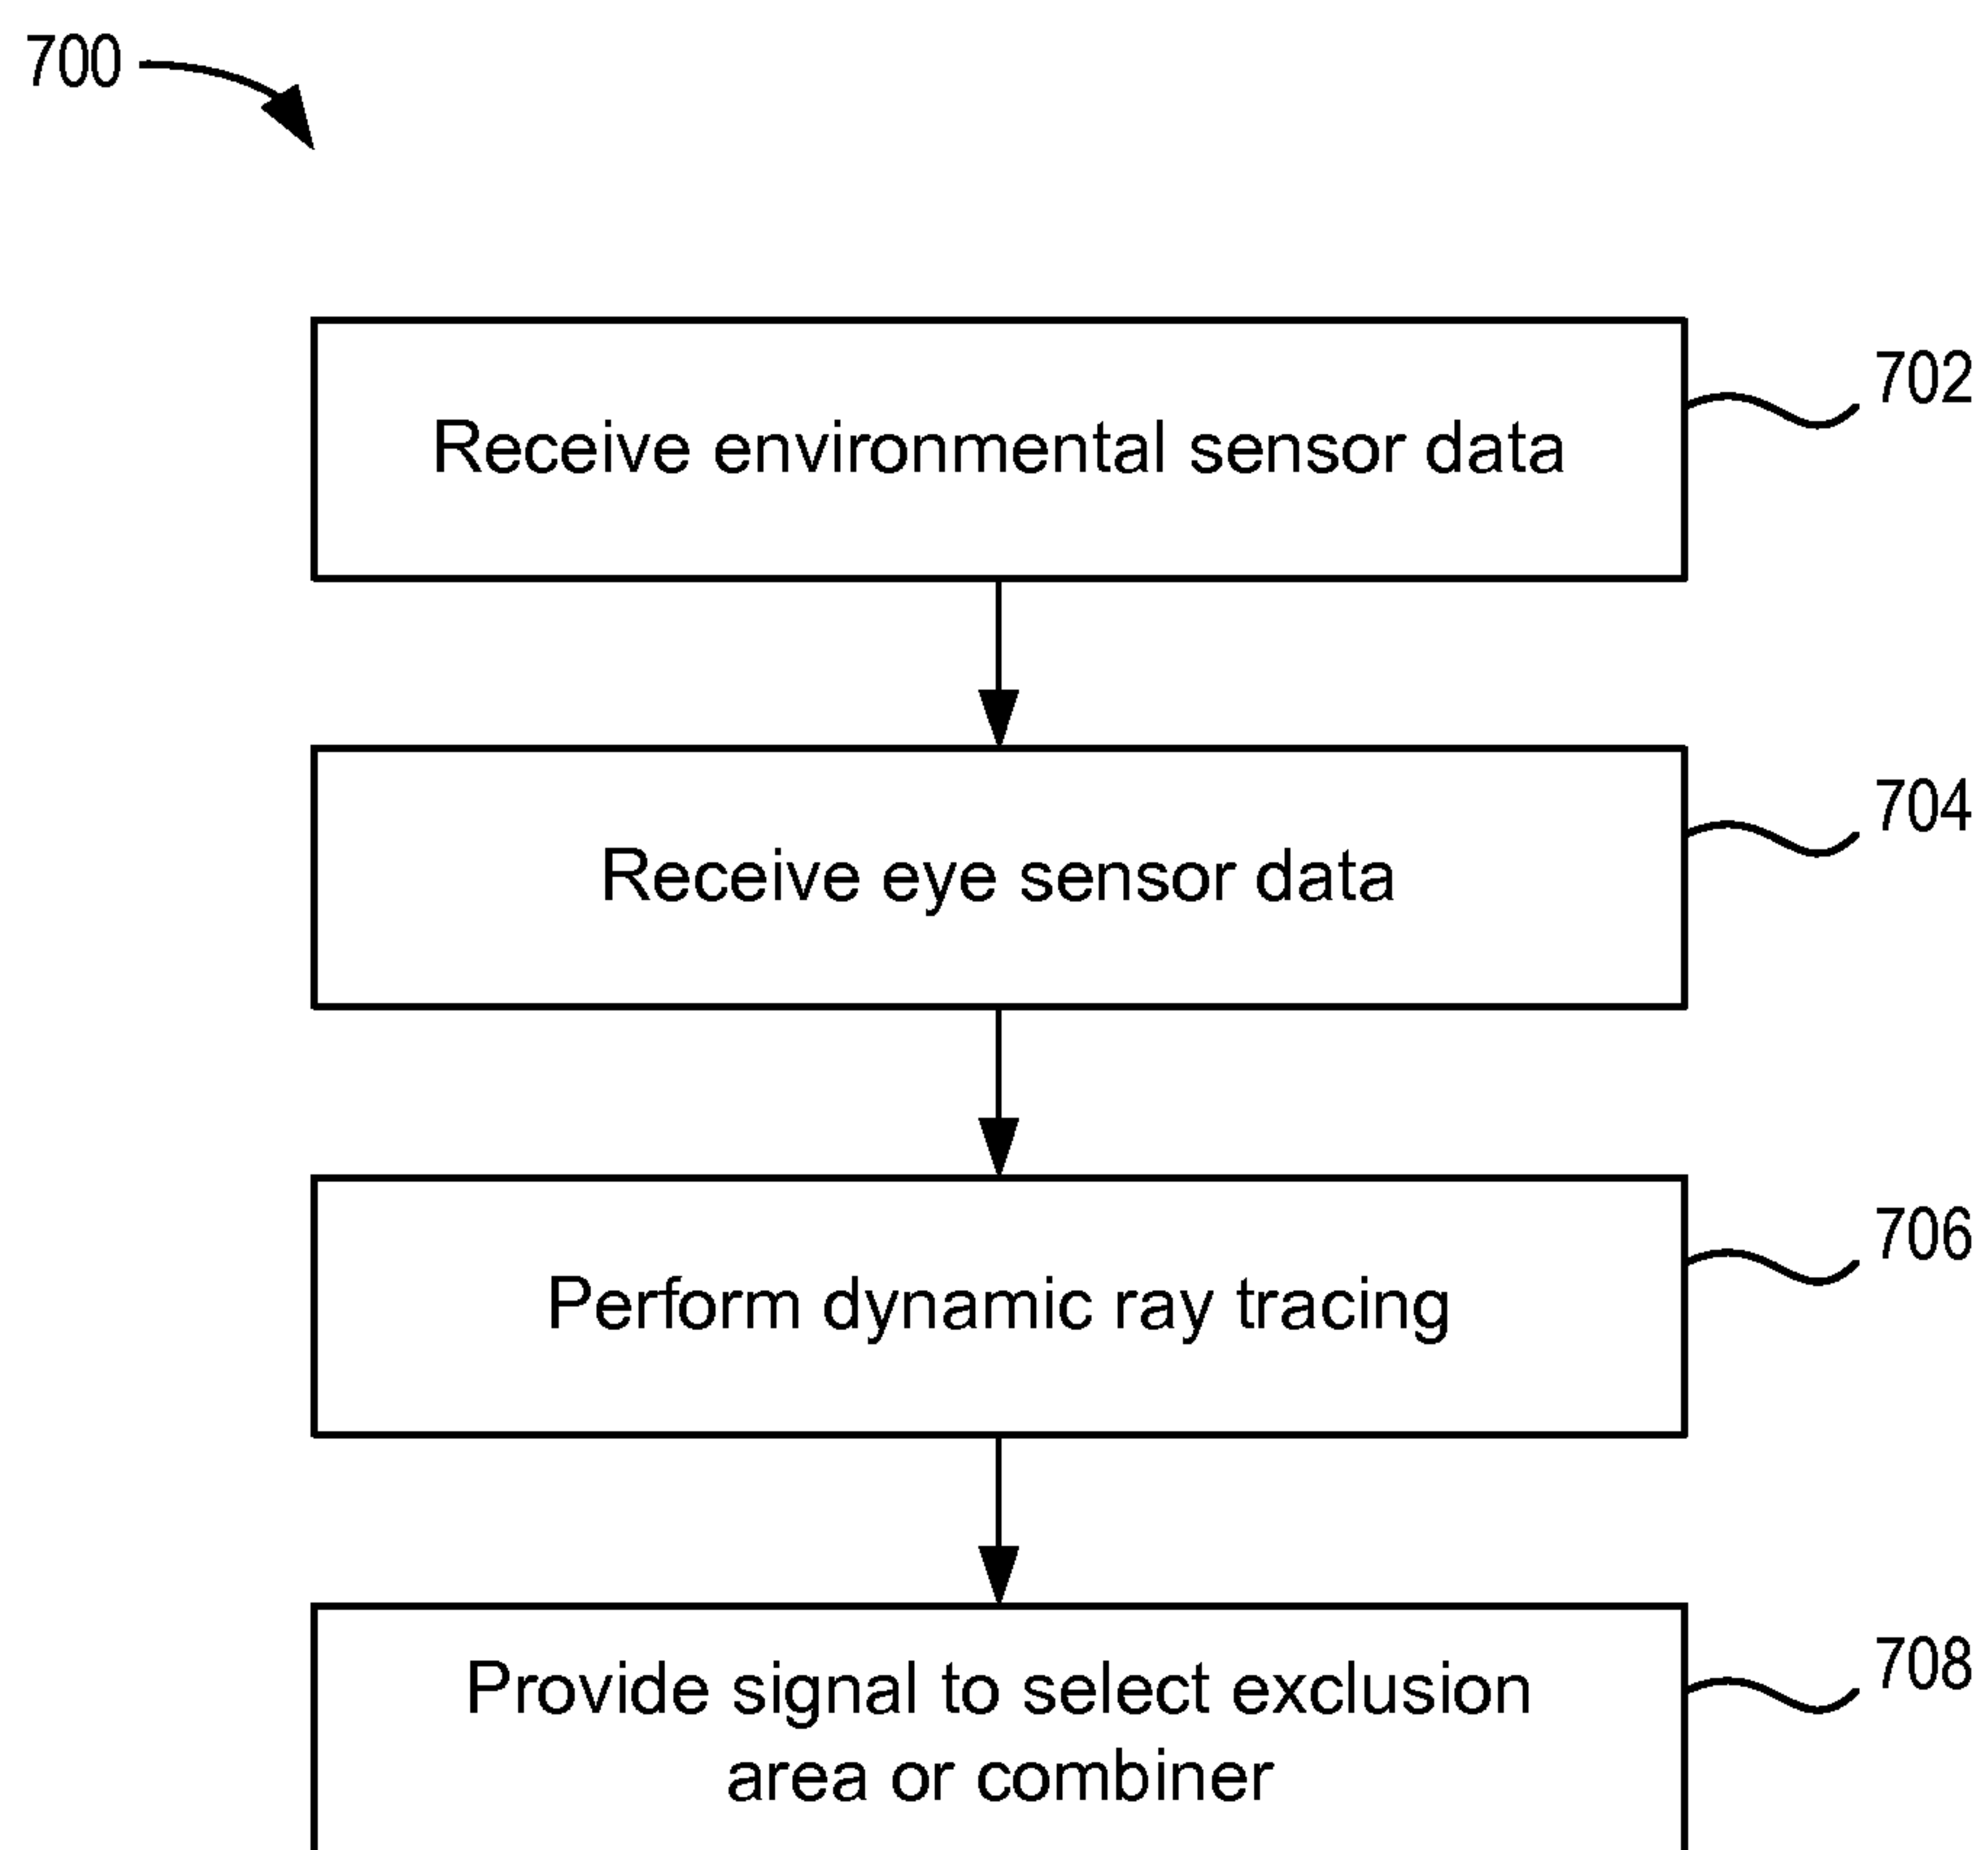 700
Receive environmental sensor data
702
Receive eye sensor data
704
Perform dynamic ray tracing
706
Provide signal to select exclusion
area or combiner
708